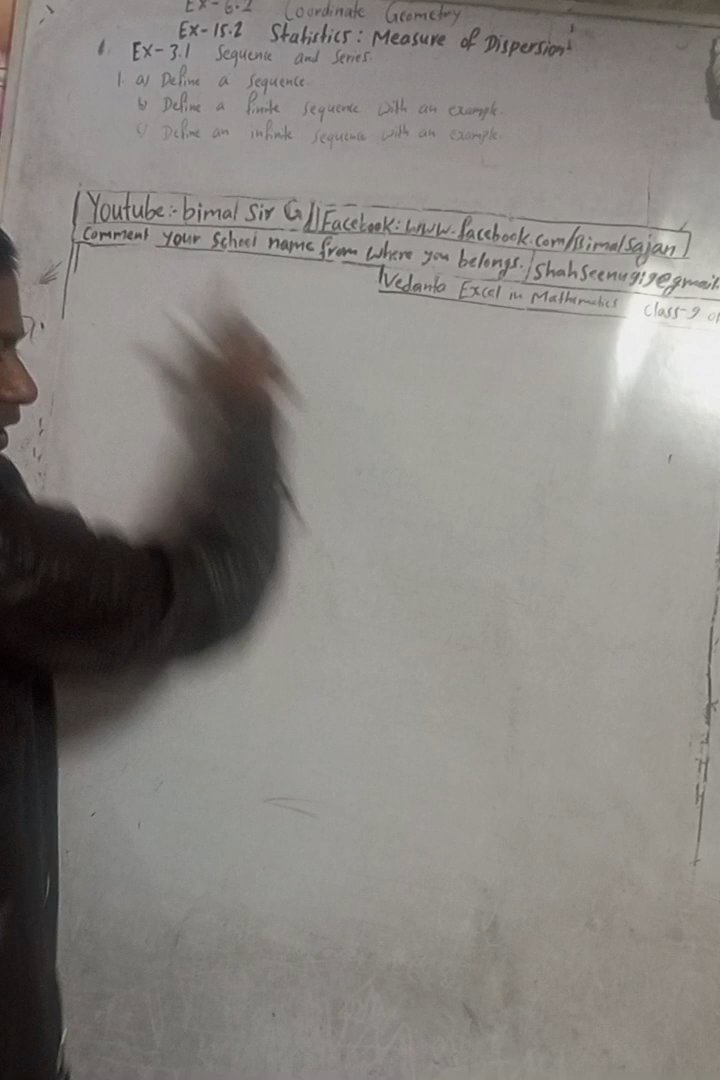 Ex-6.2 Coordinate Geometry
Ex-15.2 Statistics: Measure of Dispersion
Ex-3.1 Sequence and Series.
1. a) Define a sequence.
b) Define a finite sequence with an example.
c) Define an infinite sequence with an example.
Youtube:- bimal Sir G || Facebook: www.facebook.com/Bimalsajan
Comment your School name from where you belongs.
Vedanta Excel in Mathematics Class-9